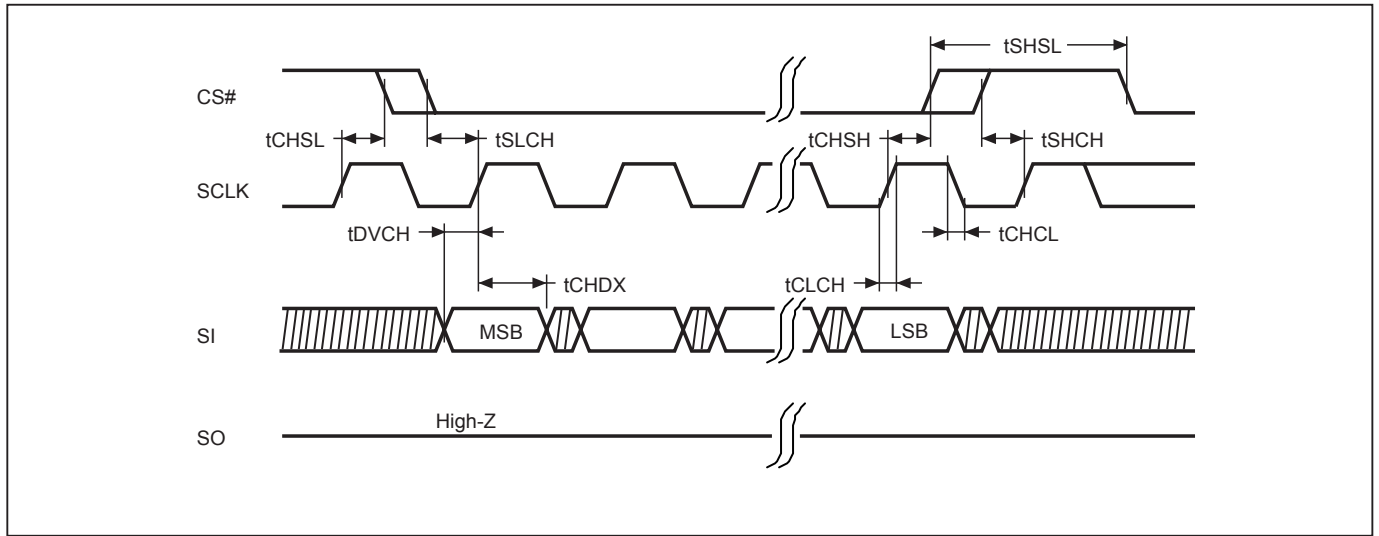 tSHSL
CS#
tCHSL
tSLCH
tCHSH
tSHCH
SCLK
tDVCH
tCHCL
tCHDX
tCLCH
SI
MSB
LSB
High-Z
SO